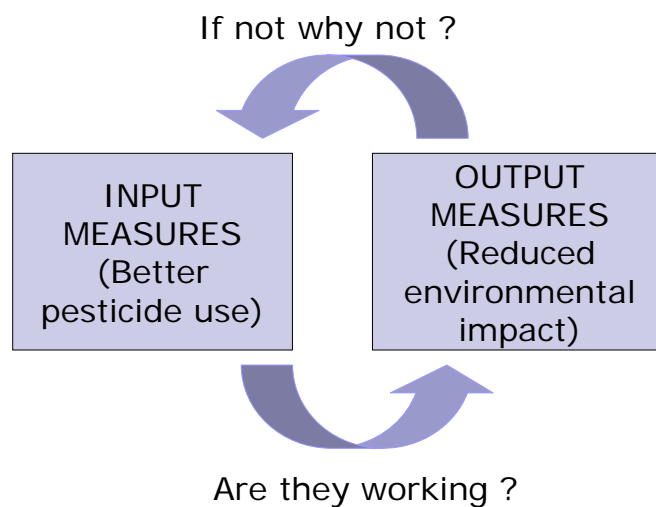 If not why not ?
INPUT
MEASURES
(Better
pesticide use)
OUTPUT
MEASURES
(Reduced
environmental
impact)
Are they working ?